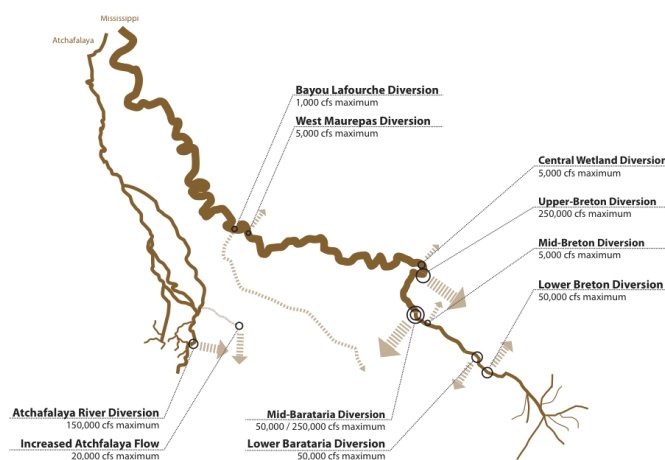 Mississippi
Atchafalaya
Bayou Lafourche Diversion
1,000 cfs maximum
West Maurepas Diversion
5,000 cfs maximum
Central Wetland Diversion
5,000 cfs maximum
Upper-Breton Diversion
250,000 cfs maximum
Mid-Breton Diversion
5,000 cfs maximum
Lower Breton Diversion
50,000 cfs maximum
Atchafalaya River Diversion
150,000 cfs maximum
Increased Atchfalaya Flow
20,000 cfs maximum
Mid-Barataria Diversion
50,000 / 250,000 cfs maximum
Lower Barataria Diversion
50,000 cfs maximum